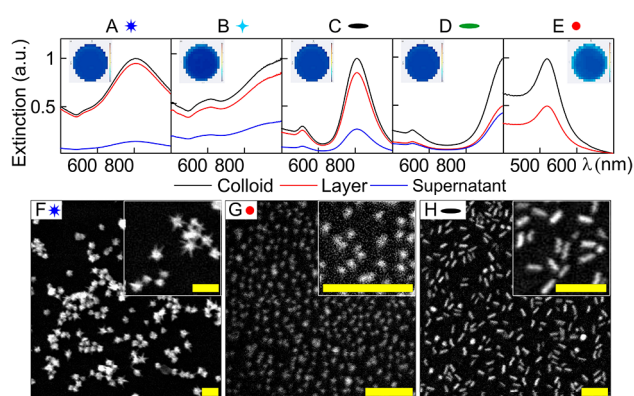 A B C D E
Extinction (a.u.)
1
0.5
600 800 600 800 600 800 600 800 500 600 λ(nm)
Colloid Layer Supernatant
F G H